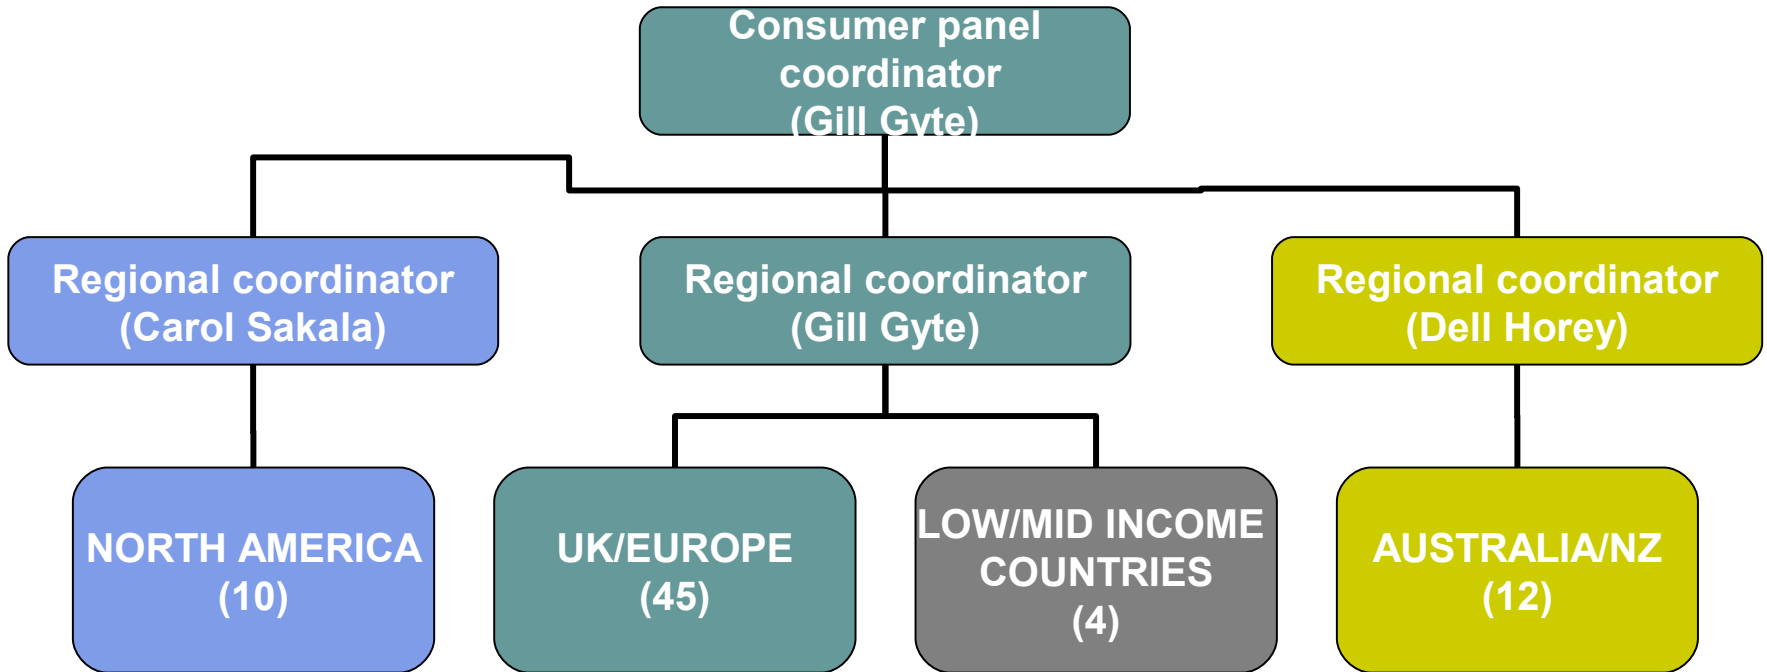 Consumer panel
coordinator
(Gill Gyte)
Regional coordinator
(Carol Sakala)
Regional coordinator
(Gill Gyte)
Regional coordinator
(Dell Horey)
NORTH AMERICA
(10)
UK/EUROPE
(45)
LOW/MID INCOME
COUNTRIES
(4)
AUSTRALIA/NZ
(12)